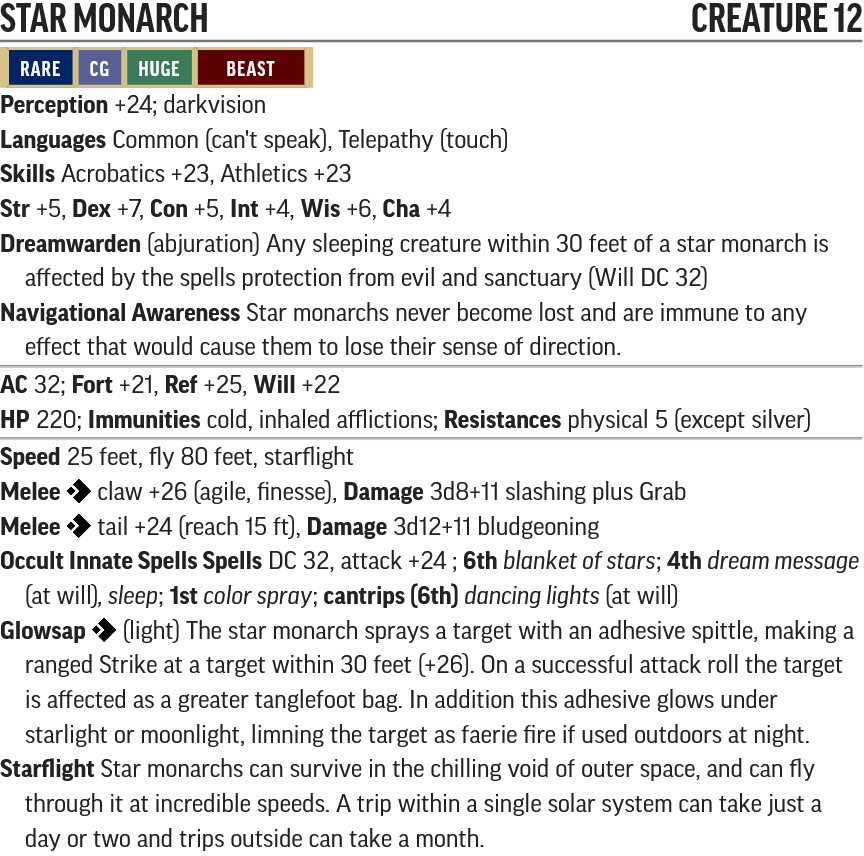 STAR MONARCH CREATURE 12
RARE CG HUGE BEAST
Perception +24; darkvision
Languages Common (can't speak), Telepathy (touch)
Skills Acrobatics +23, Athletics +23
Str +5, Dex +7, Con +5, Int +4, Wis +6, Cha +4
Dreamwarden (abjuration) Any sleeping creature within 30 feet of a star monarch is
affected by the spells protection from evil and sanctuary (Will DC 32)
Navigational Awareness Star monarchs never become lost and are immune to any
effect that would cause them to lose their sense of direction.
AC 32; Fort +21, Ref +25, Will +22
HP 220; Immunities cold, inhaled afflictions; Resistances physical 5 (except silver)
Speed 25 feet, fly 80 feet, starflight
Melee claw +26 (agile, finesse), Damage 3d8+11 slashing plus Grab
Melee tail +24 (reach 15 ft), Damage 3d12+11 bludgeoning
Occult Innate Spells Spells DC 32, attack +24 ; 6th blanket of stars; 4th dream message
(at will), sleep; 1st color spray; cantrips (6th) dancing lights (at will)
Glowsap (light) The star monarch sprays a target with an adhesive spittle, making a
ranged Strike at a target within 30 feet (+26). On a successful attack roll the target
is affected as a greater tanglefoot bag. In addition this adhesive glows under
starlight or moonlight, limning the target as faerie fire if used outdoors at night.
Starflight Star monarchs can survive in the chilling void of outer space, and can fly
through it at incredible speeds. A trip within a single solar system can take just a
day or two and trips outside can take a month.